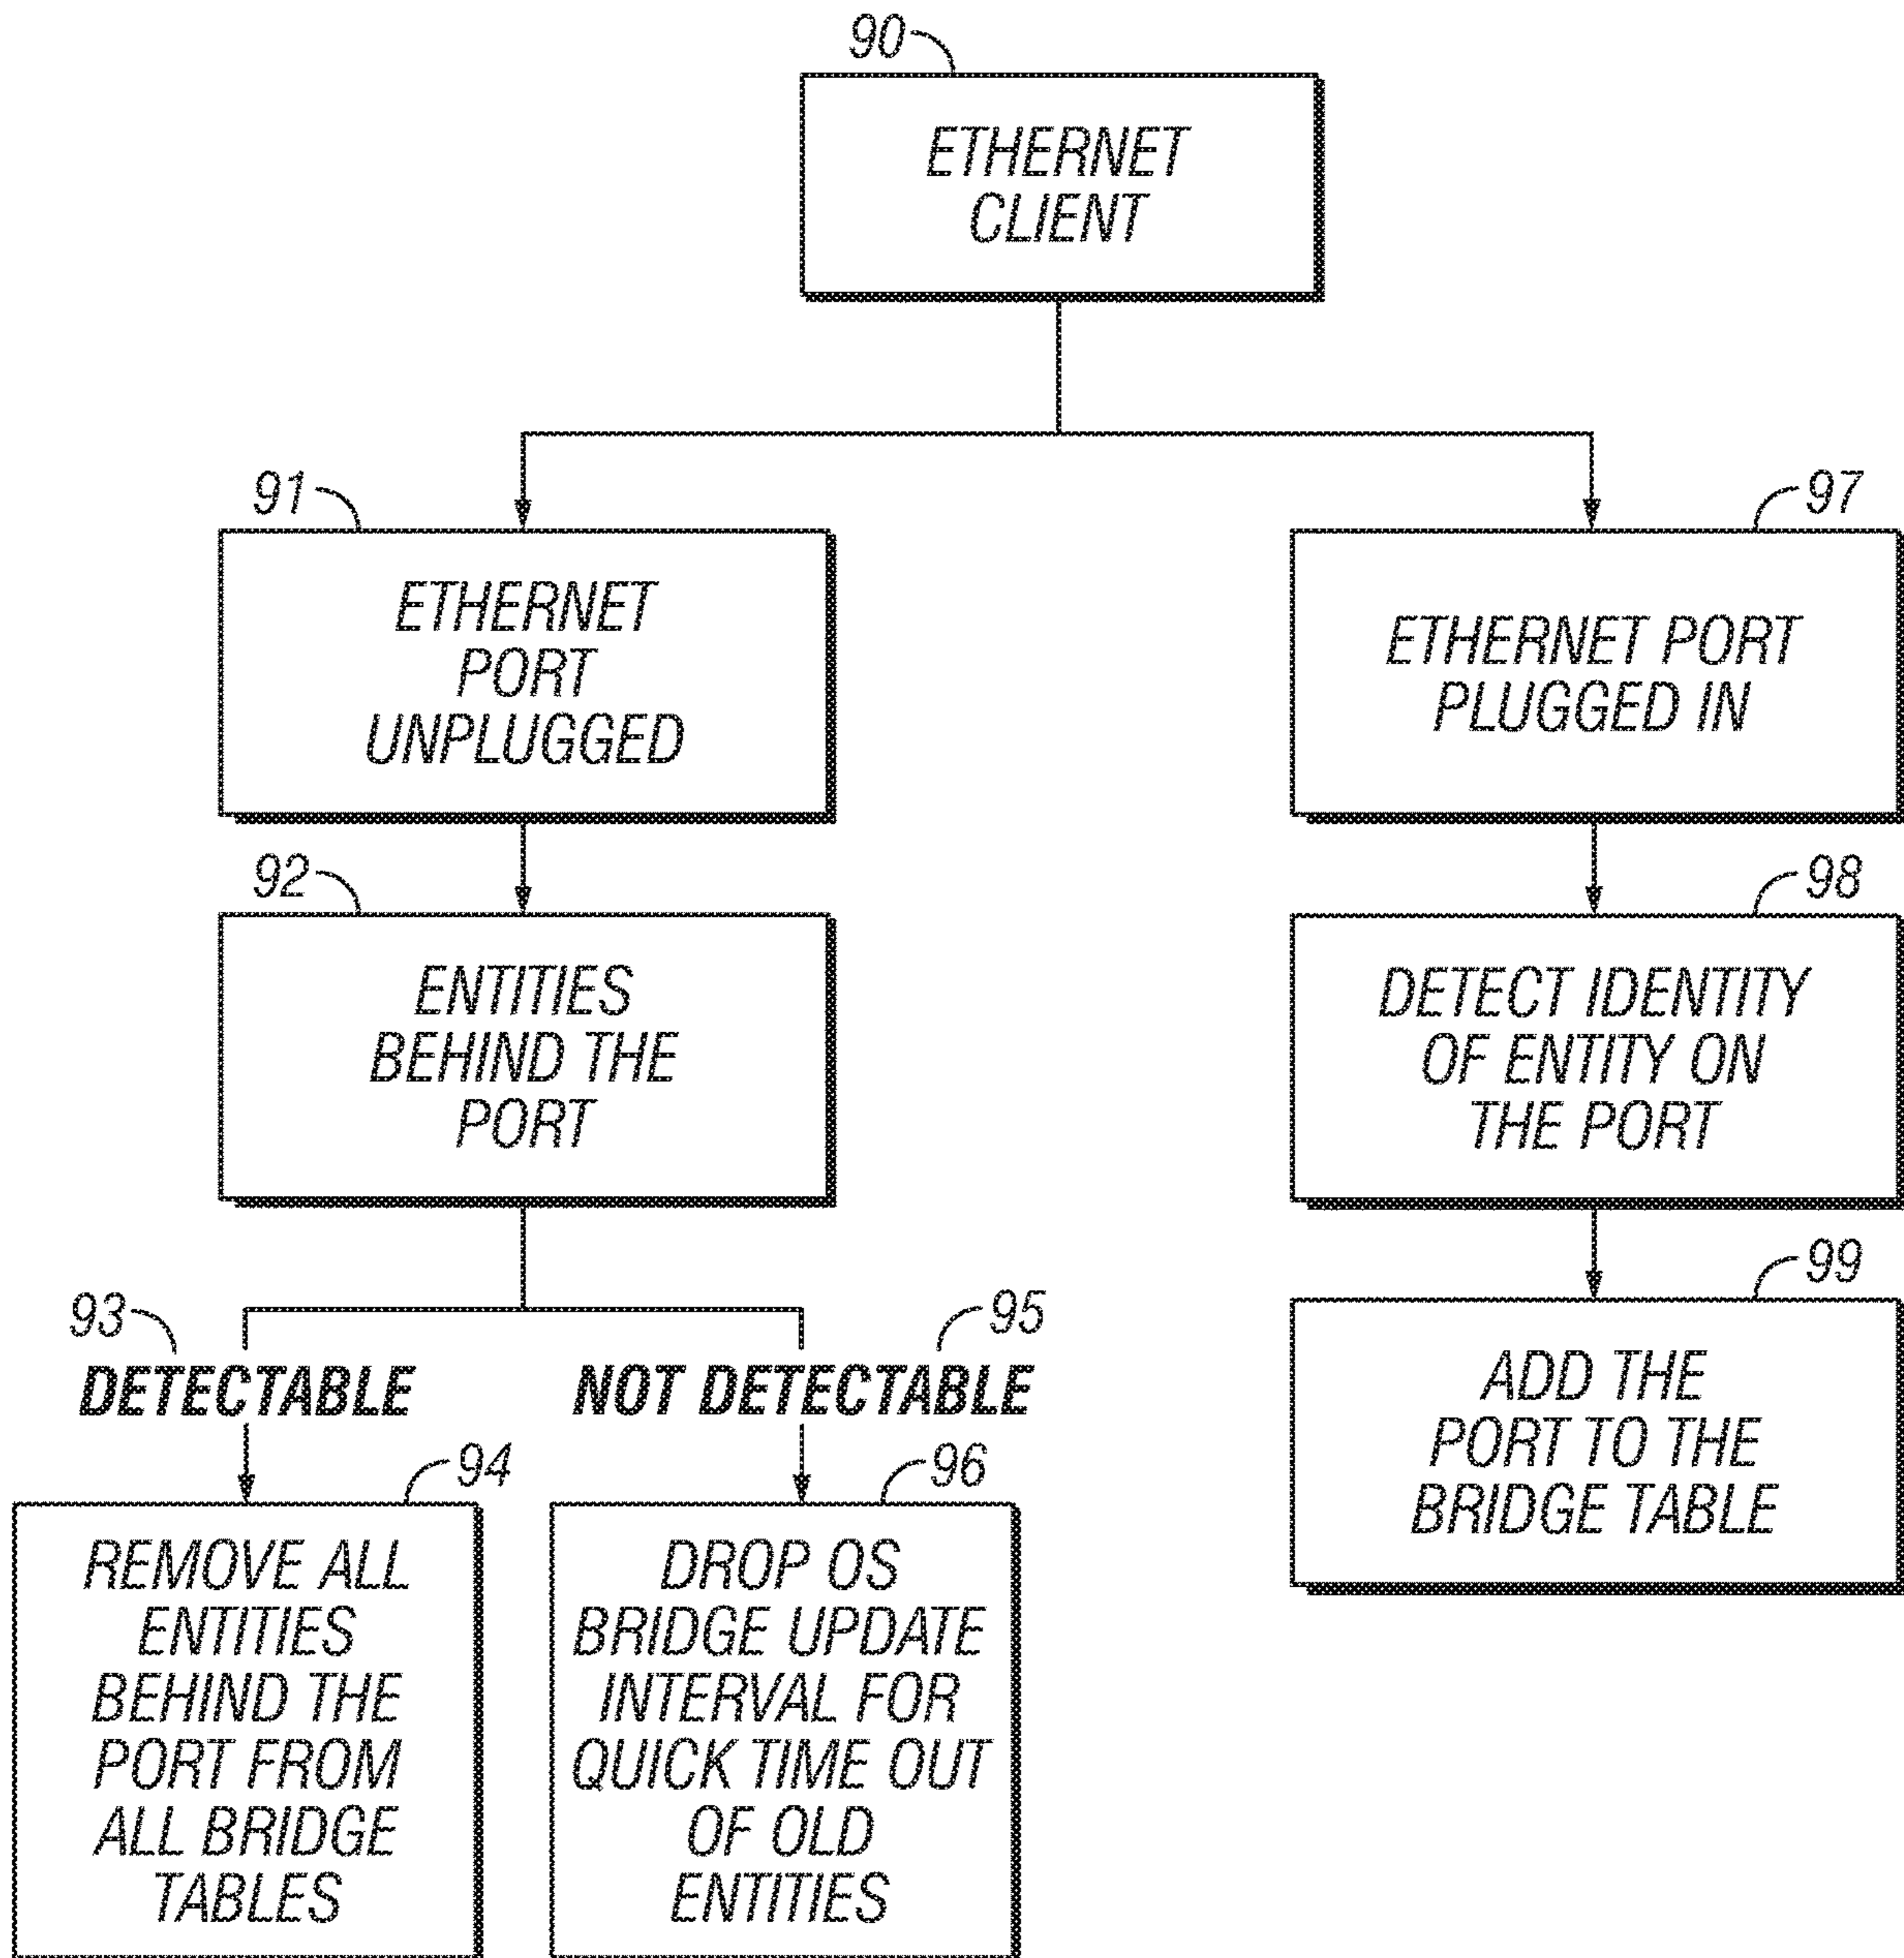 90
ETHERNET
CLIENT
91
ETHERNET
PORT
UNPLUGGED
97
ETHERNET PORT
PLUGGED IN
92
ENTITIES
BEHIND THE
PORT
98
DETECT IDENTITY
OF ENTITY ON
THE PORT
93
DETECTABLE
95
NOT DETECTABLE
99
ADD THE
PORT TO THE
BRIDGE TABLE
94
REMOVE ALL
ENTITIES
BEHIND THE
PORT FROM
ALL BRIDGE
TABLES
96
DROP OS
BRIDGE UPDATE
INTERVAL FOR
QUICK TIME OUT
OF OLD
ENTITIES